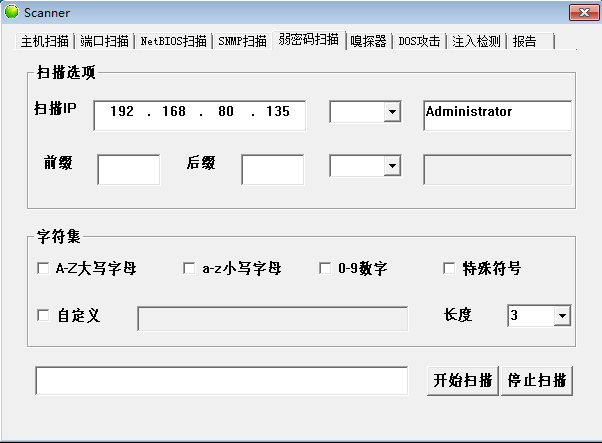 Scanner
主机扫描 端口扫描 NetBIOS扫描 SNMP扫描 弱密码扫描 嗅探器 DOS攻击 注入检测 报告
扫描选项
扫描IP 192 . 168 . 80 . 135 Administrator
前缀 后缀
字符集
A-Z大写字母 a-z小写字母 0-9数字 特殊符号
自定义 长度 3
开始扫描 停止扫描